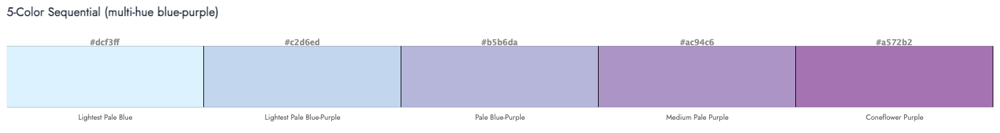 5-Color Sequential (multi-hue blue-purple)
#dcf3ff #c2d6ed #b5b6da #ac94c6 #a572b2
Lightest Pale Blue Lightest Pale Blue-Purple Pale Blue-Purple Medium Pale Purple Coneflower Purple